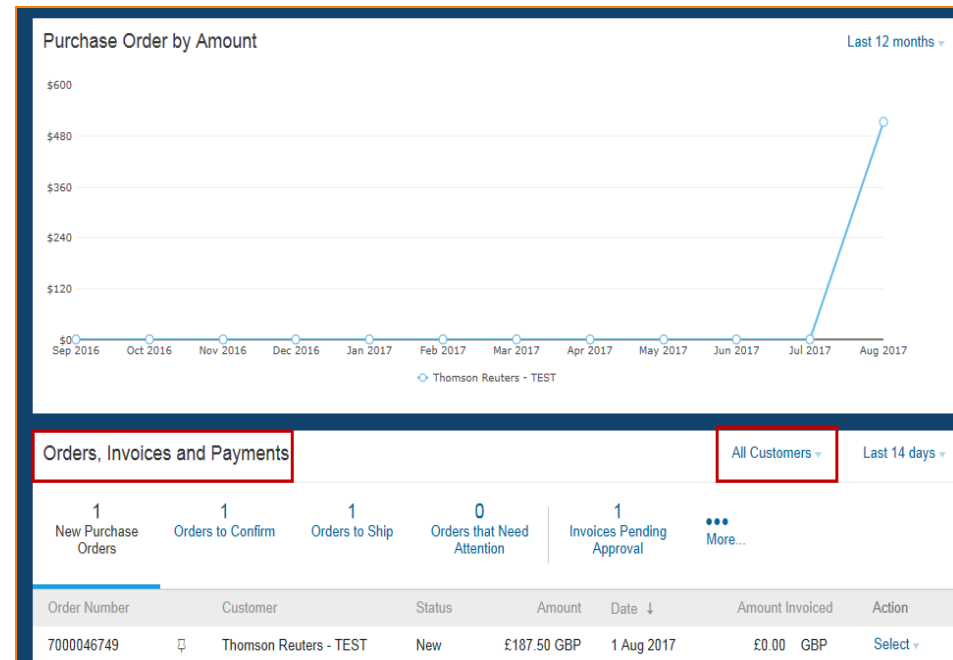 Purchase Order by Amount
Last 12 months
$600
$480
$360
$240
$120
$0
Sep 2016 Oct 2016 Nov 2016 Dec 2016 Jan 2017 Feb 2017 Mar 2017 Apr 2017 May 2017 Jun 2017 Jul 2017 Aug 2017
Thomson Reuters - TEST
Orders, Invoices and Payments
All Customers
Last 14 days
1 1 1 0 1
New Purchase Orders to Confirm Orders to Ship Orders that Need Invoices Pending More...
Orders Attention Approval
Order Number Customer Status Amount Date ↓ Amount Invoiced Action
7000046749 Thomson Reuters - TEST New £187.50 GBP 1 Aug 2017 £0.00 GBP Select